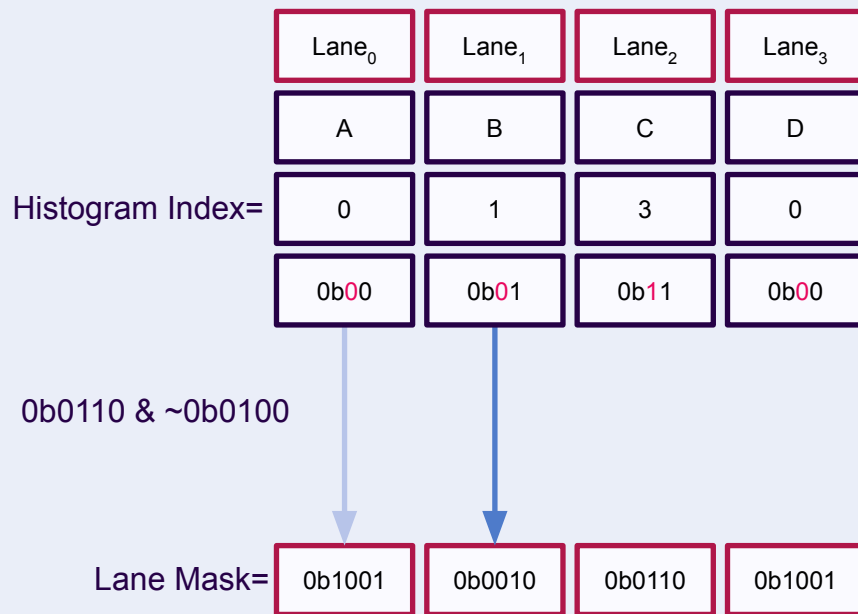 Lane₀ Lane₁ Lane₂ Lane₃
A B C D
Histogram Index= 0 1 3 0
0b00 0b01 0b11 0b00
0b0110 & ~0b0100
Lane Mask= 0b1001 0b0010 0b0110 0b1001